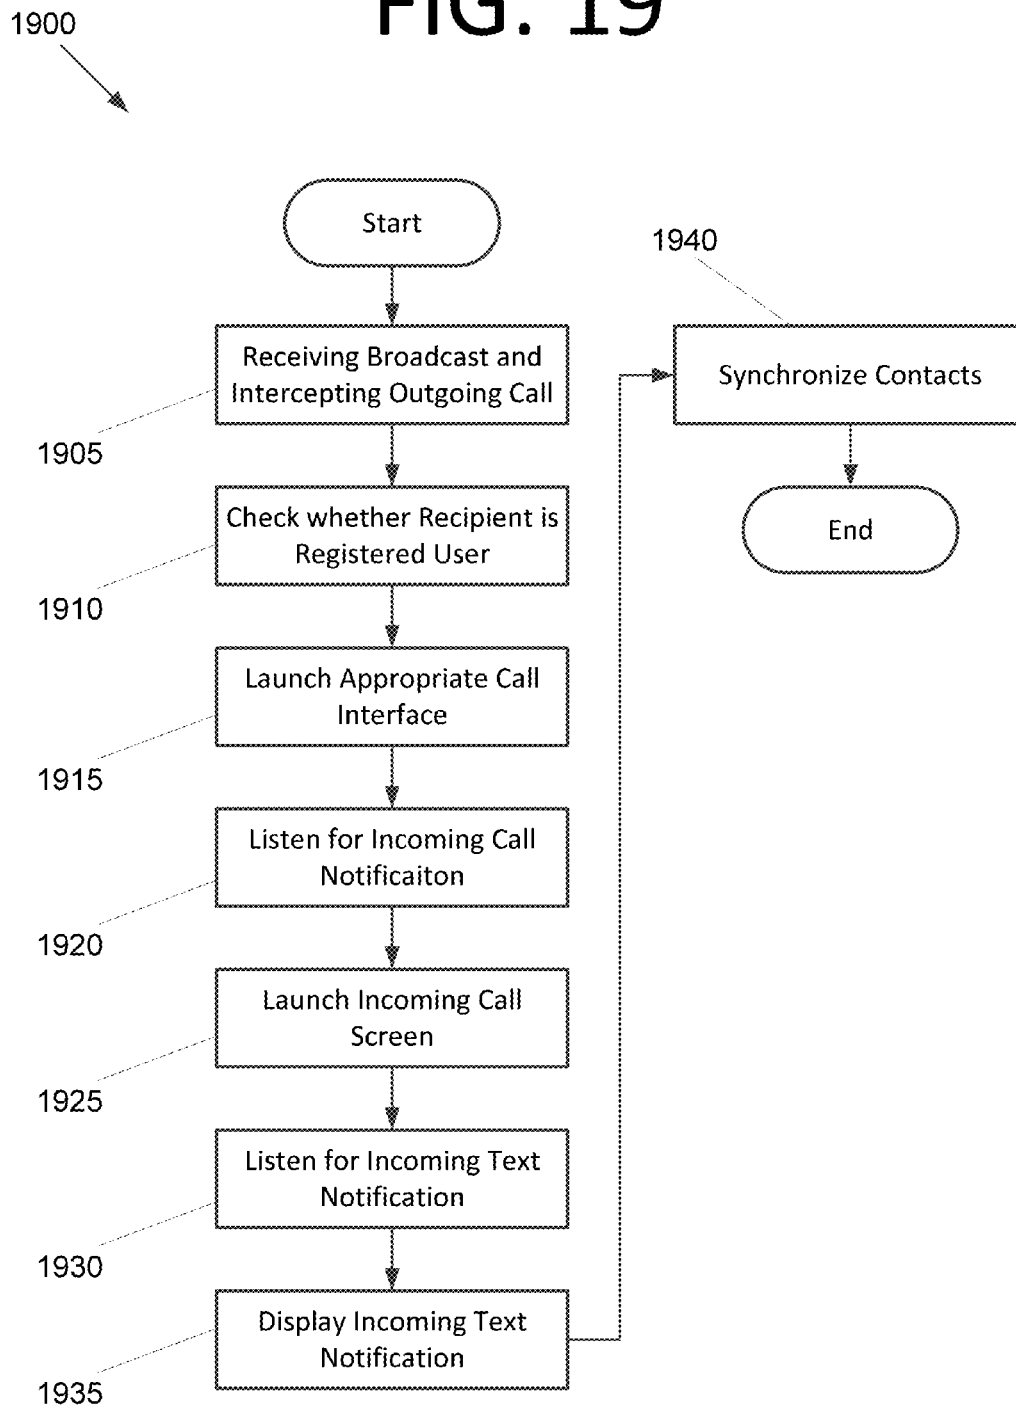 FIG. 19
1900
Start
Receiving Broadcast and
Intercepting Outgoing Call
1905
Check whether Recipient is
Registered User
1910
Launch Appropriate Call
Interface
1915
Listen for Incoming Call
Notificaiton
1920
Launch Incoming Call
Screen
1925
Listen for Incoming Text
Notification
1930
Display Incoming Text
Notification
1935
1940
Synchronize Contacts
End